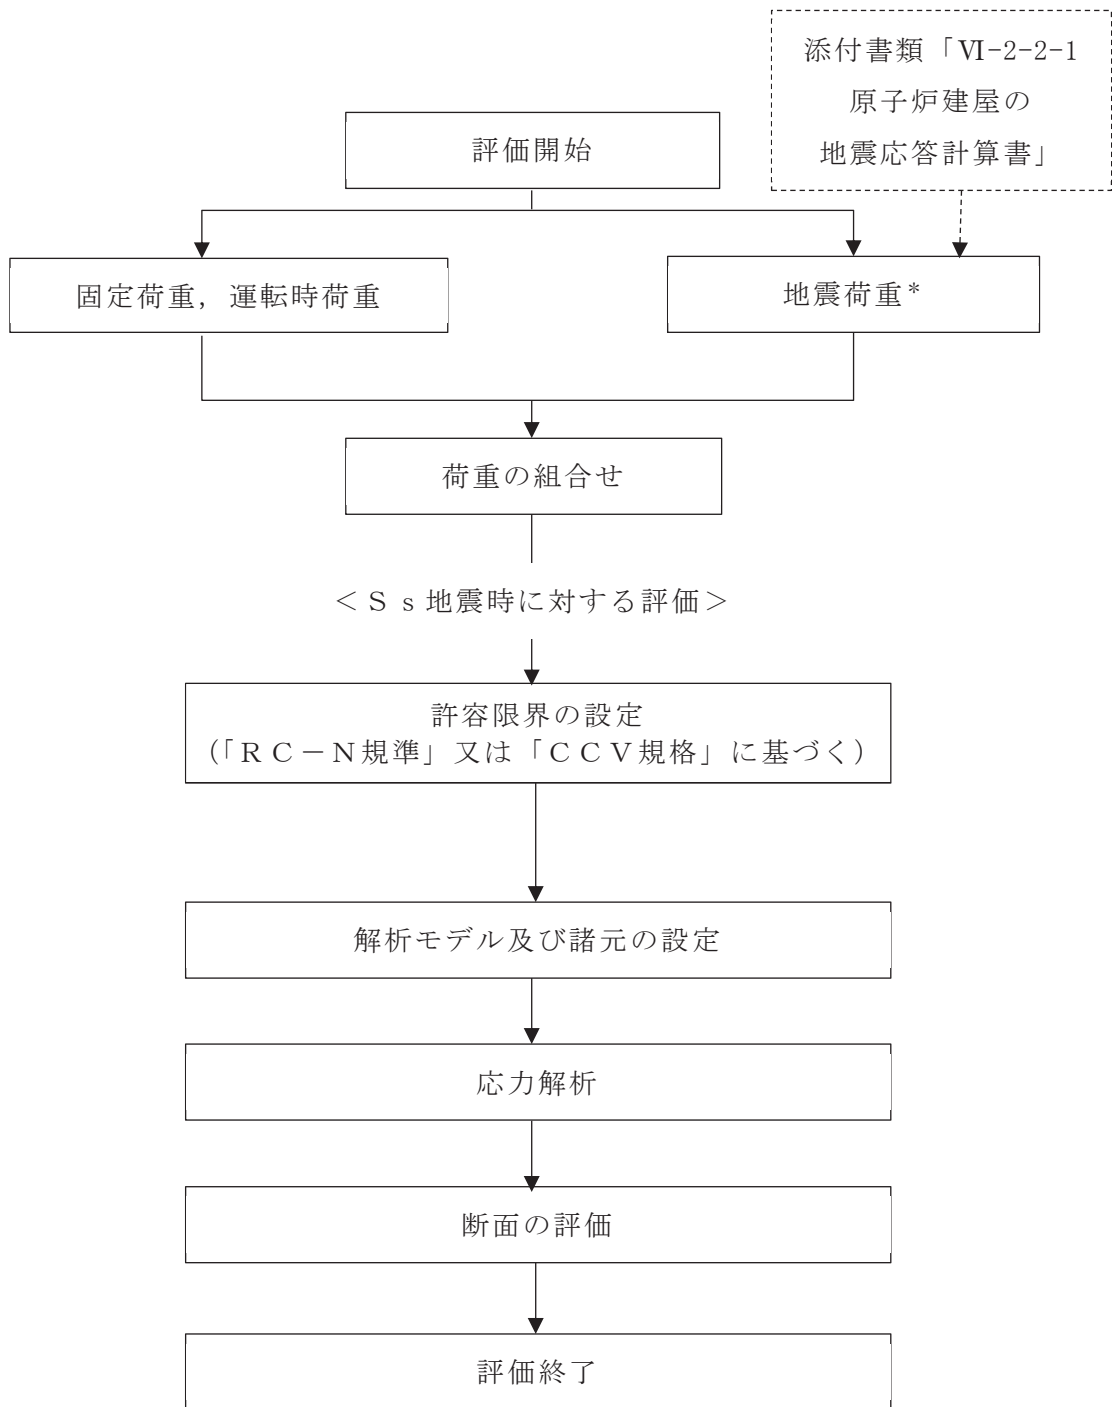 添付書類「Ⅵ-2-2-1
原子炉建屋の
地震応答計算書」
評価開始
固定荷重，運転時荷重
地震荷重*
荷重の組合せ
＜Ｓｓ地震時に対する評価＞
許容限界の設定
（「ＲＣ－Ｎ規準」又は「ＣＣＶ規格」に基づく）
解析モデル及び諸元の設定
応力解析
断面の評価
評価終了